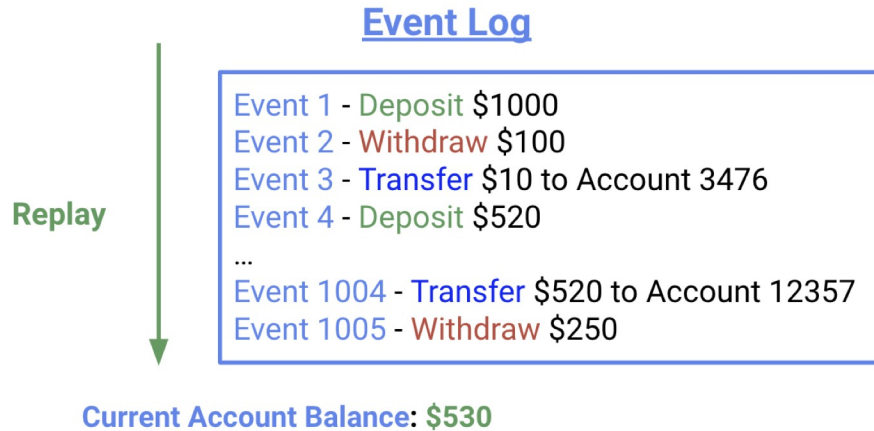 Event Log
Event 1 - Deposit $1000
Event 2 - Withdraw $100
Event 3 - Transfer $10 to Account 3476
Replay
Event 4 - Deposit $520
...
Event 1004 - Transfer $520 to Account 12357
Event 1005 - Withdraw $250
Current Account Balance: $530